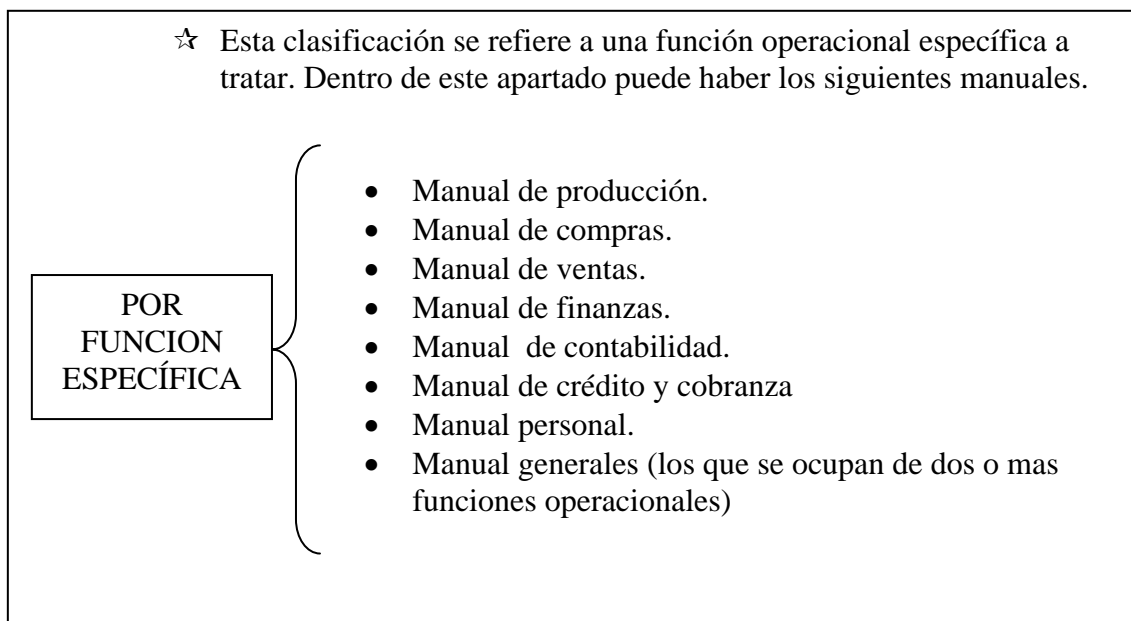 ☆ Esta clasificación se refiere a una función operacional específica a
tratar. Dentro de este apartado puede haber los siguientes manuales.
POR
FUNCION
ESPECÍFICA
• Manual de producción.
• Manual de compras.
• Manual de ventas.
• Manual de finanzas.
• Manual  de contabilidad.
• Manual de crédito y cobranza
• Manual personal.
• Manual generales (los que se ocupan de dos o mas
funciones operacionales)